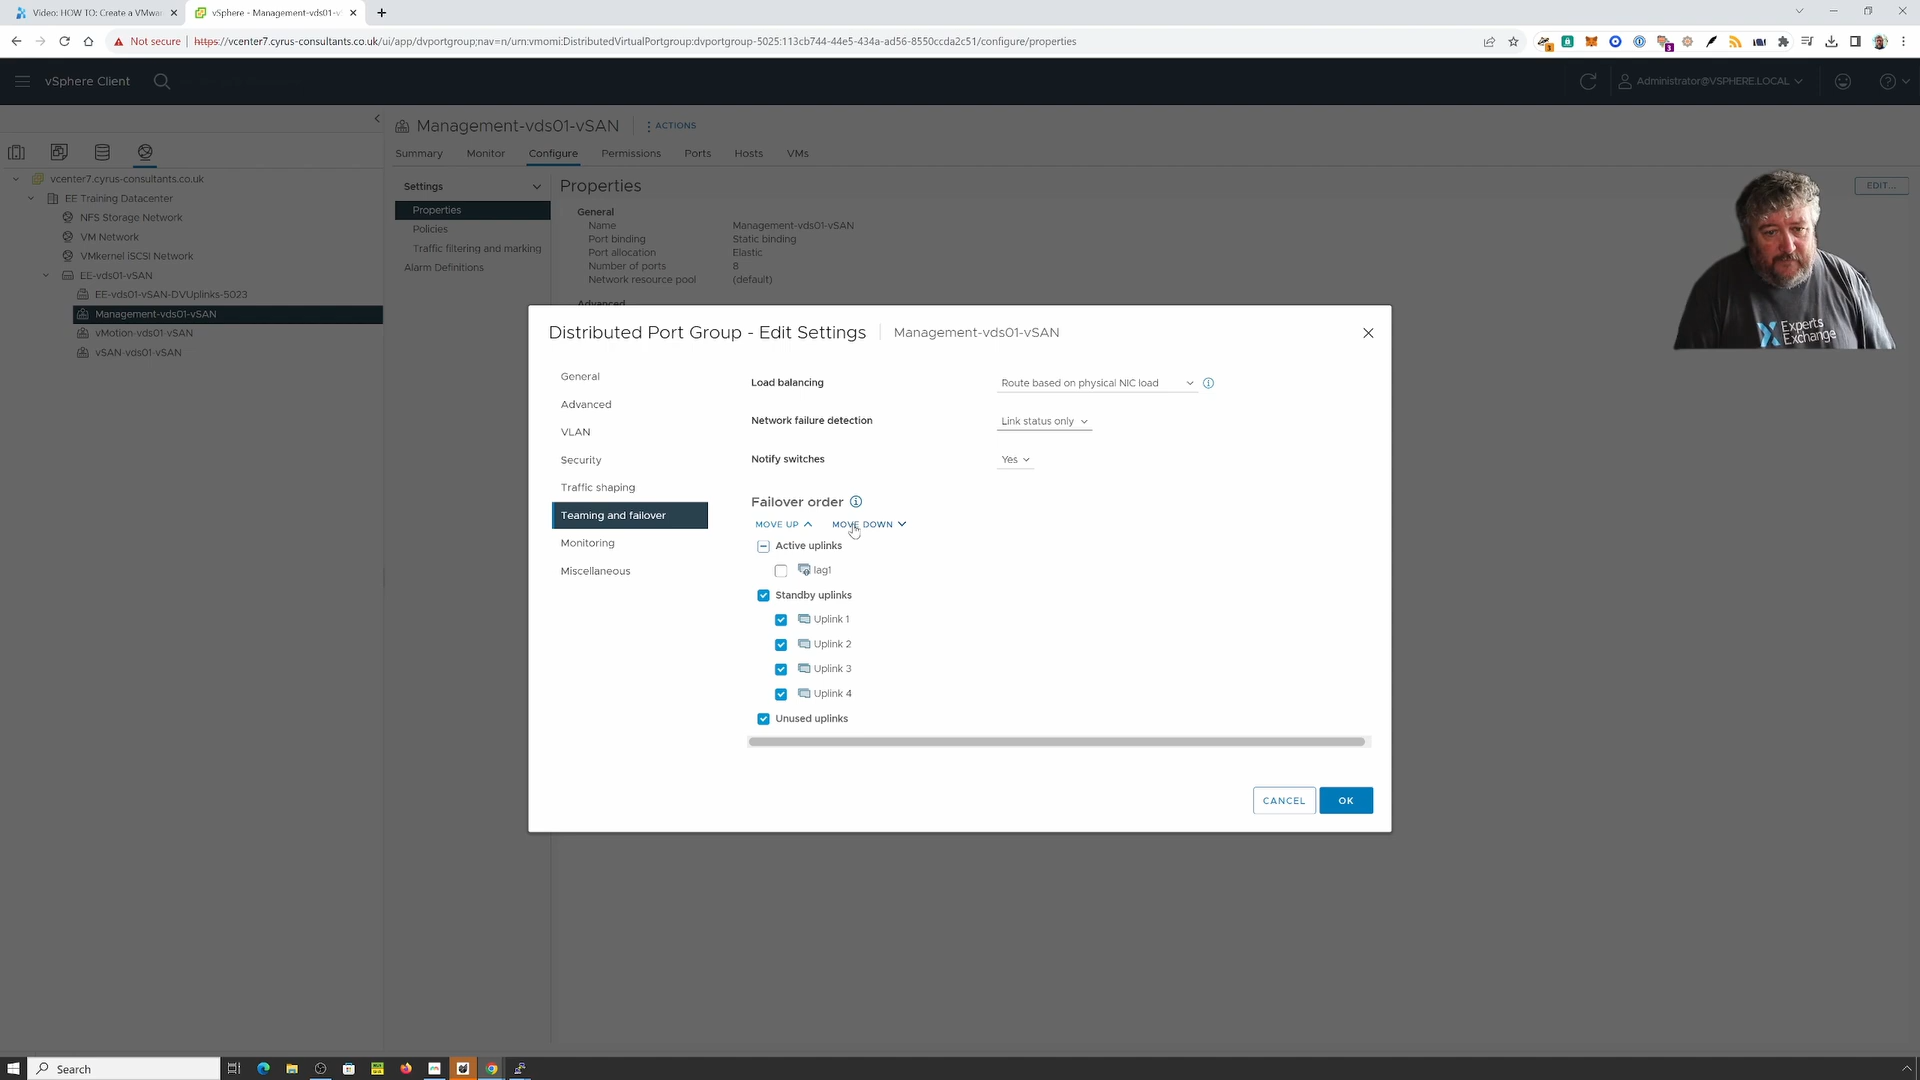 Video: HOW TO: Create a VMwar
vSphere - Management-vds01-v
Not secure
https://vcenter7.cyrus-consultants.co.uk/ui/app/dvportgroup;nav=n/urn:vmomi:DistributedVirtualPortgroup:dvportgroup-5025:113cb744-44e5-434a-ad56-8550ccda2c51/configure/properties
vSphere Client
Administrator@VSPHERE.LOCAL
Management-vds01-vSAN
ACTIONS
Summary
Monitor
Configure
Permissions
Ports
Hosts
VMs
vcenter7.cyrus-consultants.co.uk
EE Training Datacenter
NFS Storage Network
VM Network
VMkernel iSCSI Network
EE-vds01-vSAN
EE-vds01-vSAN-DVUplinks-5023
Management-vds01-vSAN
vMotion-vds01-vSAN
vSAN-vds01-vSAN
Settings
Properties
Policies
Traffic filtering and marking
Alarm Definitions
Properties
EDIT...
General
Name Management-vds01-vSAN
Port binding Static binding
Port allocation Elastic
Number of ports 8
Network resource pool (default)
Advanced
Experts
Exchange
Distributed Port Group - Edit Settings
Management-vds01-vSAN
General
Advanced
VLAN
Security
Traffic shaping
Teaming and failover
Monitoring
Miscellaneous
Load balancing Route based on physical NIC load
Network failure detection Link status only
Notify switches Yes
Failover order
MOVE UP MOVE DOWN
Active uplinks
lag1
Standby uplinks
Uplink 1
Uplink 2
Uplink 3
Uplink 4
Unused uplinks
CANCEL
OK
Search